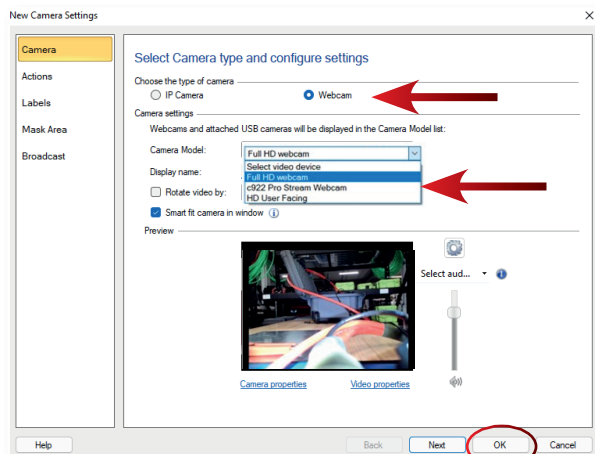 New Camera Settings
Camera
Actions
Labels
Mask Area
Broadcast
Select Camera type and configure settings
Choose the type of camera
IP Camera
Webcam
Camera settings
Webcams and attached USB cameras will be displayed in the Camera Model list:
Camera Model:
Full HD webcam
Select video device
Full HD webcam
c922 Pro Stream Webcam
HD User Facing
Display name:
Rotate video by:
Smart fit camera in window
Preview
Select aud...
Camera properties
Video properties
Help
Back
Next
OK
Cancel